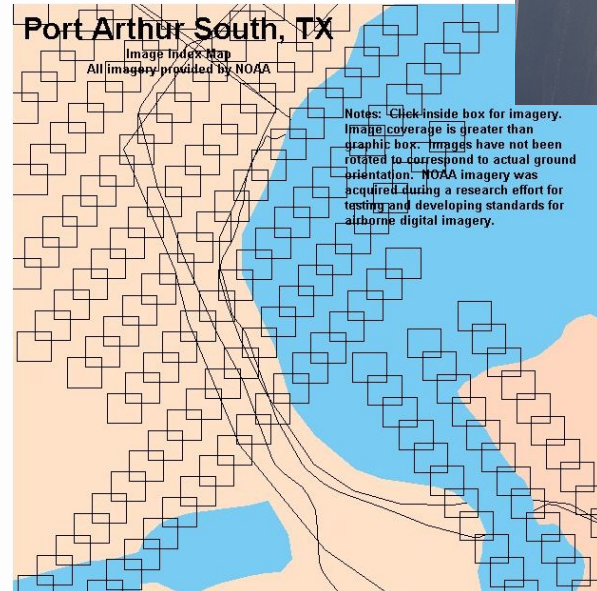 Port Arthur South, TX
Image Index Map
All imagery provided by NOAA
Notes: Click inside box for imagery.
Image coverage is greater than
graphic box. Images have not been
rotated to correspond to actual ground
orientation. NOAA imagery was
acquired during a research effort for
testing and developing standards for
airborne digital imagery.